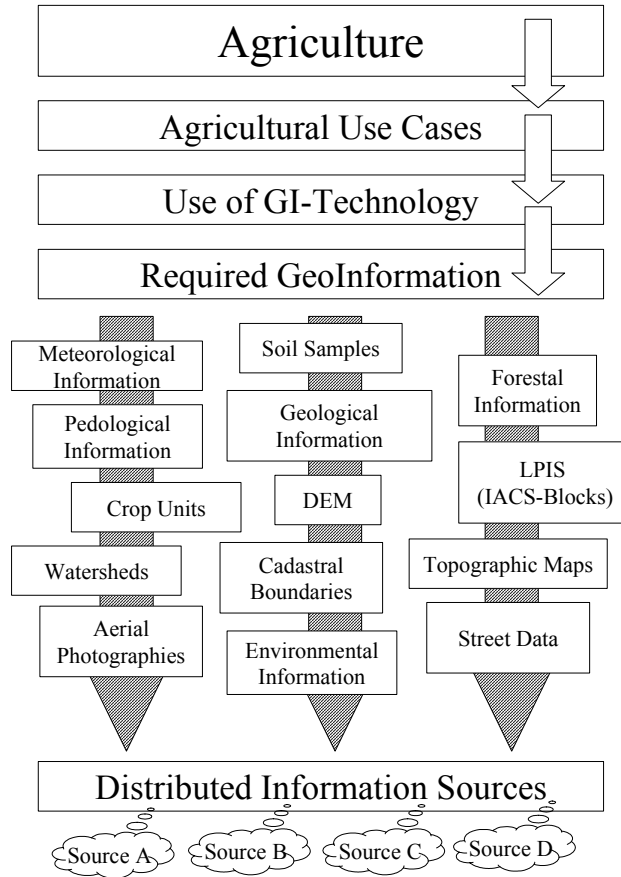 Agriculture
Agricultural Use Cases
Use of GI-Technology
Required GeoInformation
Meteorological
Information
Pedological
Information
Crop Units
Watersheds
Aerial
Photographies
Soil Samples
Geological
Information
DEM
Cadastral
Boundaries
Environmental
Information
Forestal
Information
LPIS
(IACS-Blocks)
Topographic Maps
Street Data
Distributed Information Sources
Source A
Source B
Source C
Source D